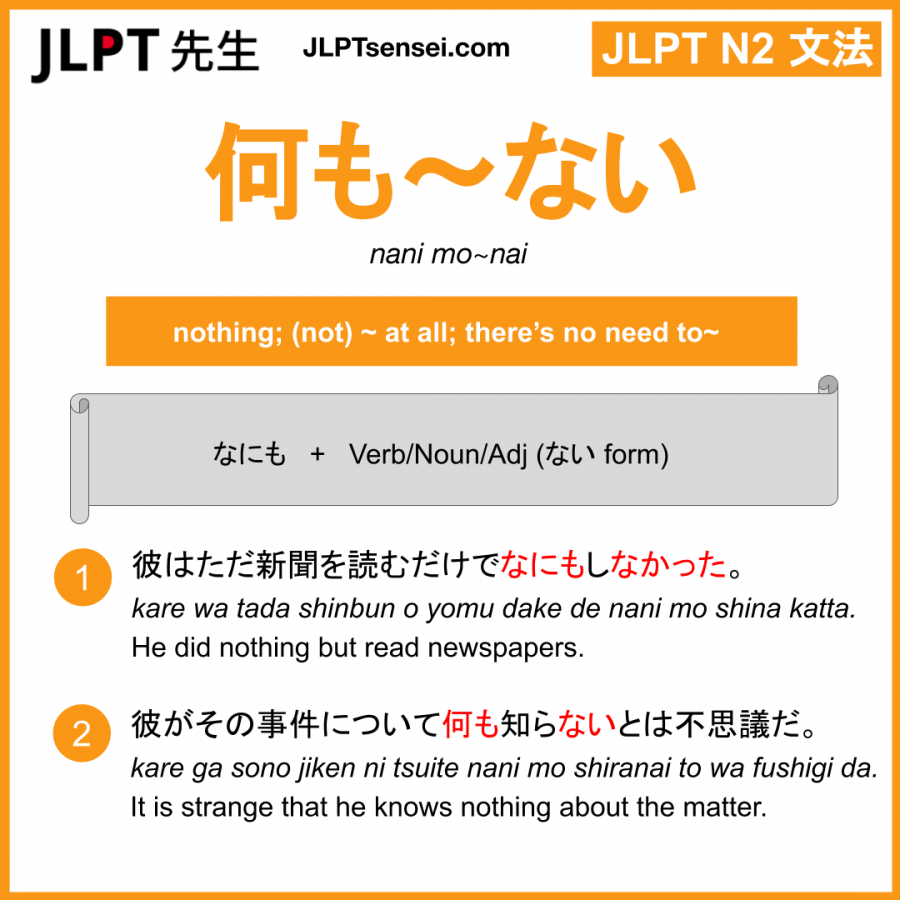 JLPT 先生
JLPTsensei.com
JLPT N2 文法
何も～ない
nani mo~nai
nothing; (not) ~ at all; there’s no need to~
なにも + Verb/Noun/Adj (ない form)
1 彼はただ新聞を読むだけでなにもしなかった。
kare wa tada shinbun o yomu dake de nani mo shina katta.
He did nothing but read newspapers.
2 彼がその事件について何も知らないとは不思議だ。
kare ga sono jiken ni tsuite nani mo shiranai to wa fushigi da.
It is strange that he knows nothing about the matter.